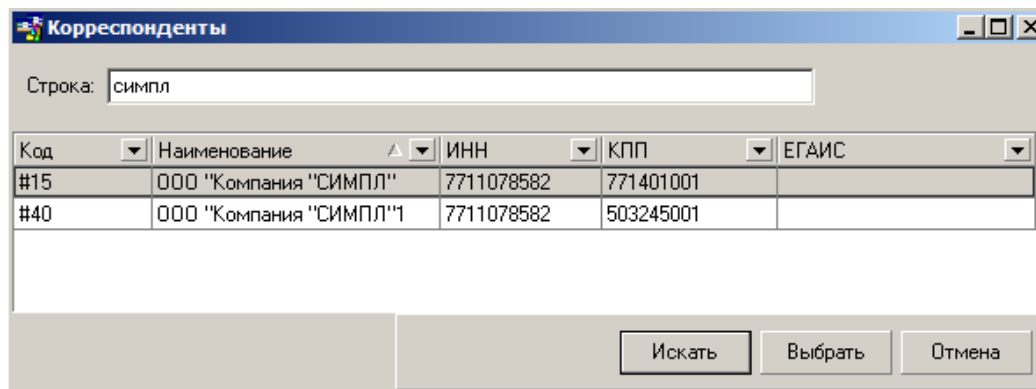 Корреспонденты
Строка: симпл
Код Наименование ИНН КПП ЕГАИС
#15 ООО "Компания "СИМПЛ" 7711078582 771401001
#40 ООО "Компания "СИМПЛ"1 7711078582 503245001
Искать Выбрать Отмена